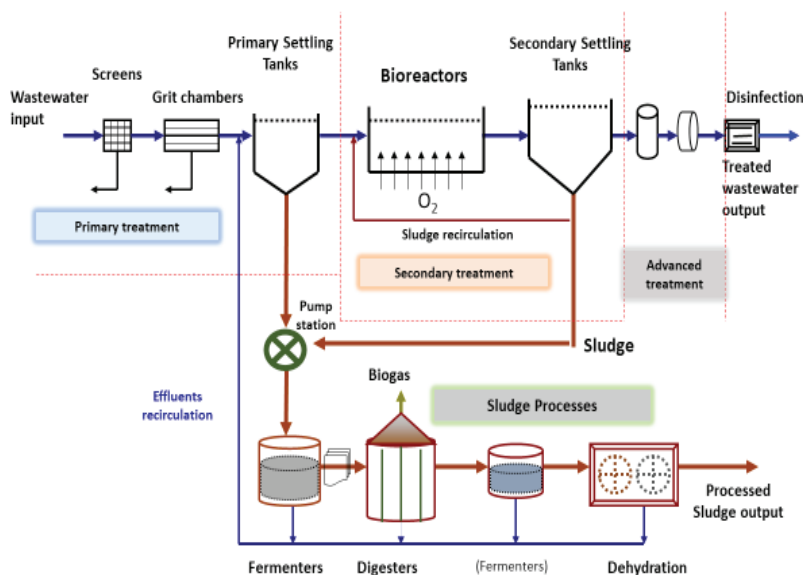 Primary Settling
Tanks
Secondary Settling
Tanks
Screens
Bioreactors
Wastewater
input
Grit chambers
Disinfection
O2
Treated
wastewater
output
Primary treatment
Sludge recirculation
Secondary treatment
Advanced
treatment
Pump
station
Sludge
Biogas
Effluents
recirculation
Sludge Processes
Processed
Sludge output
Fermenters
Digesters
(Fermenters)
Dehydration